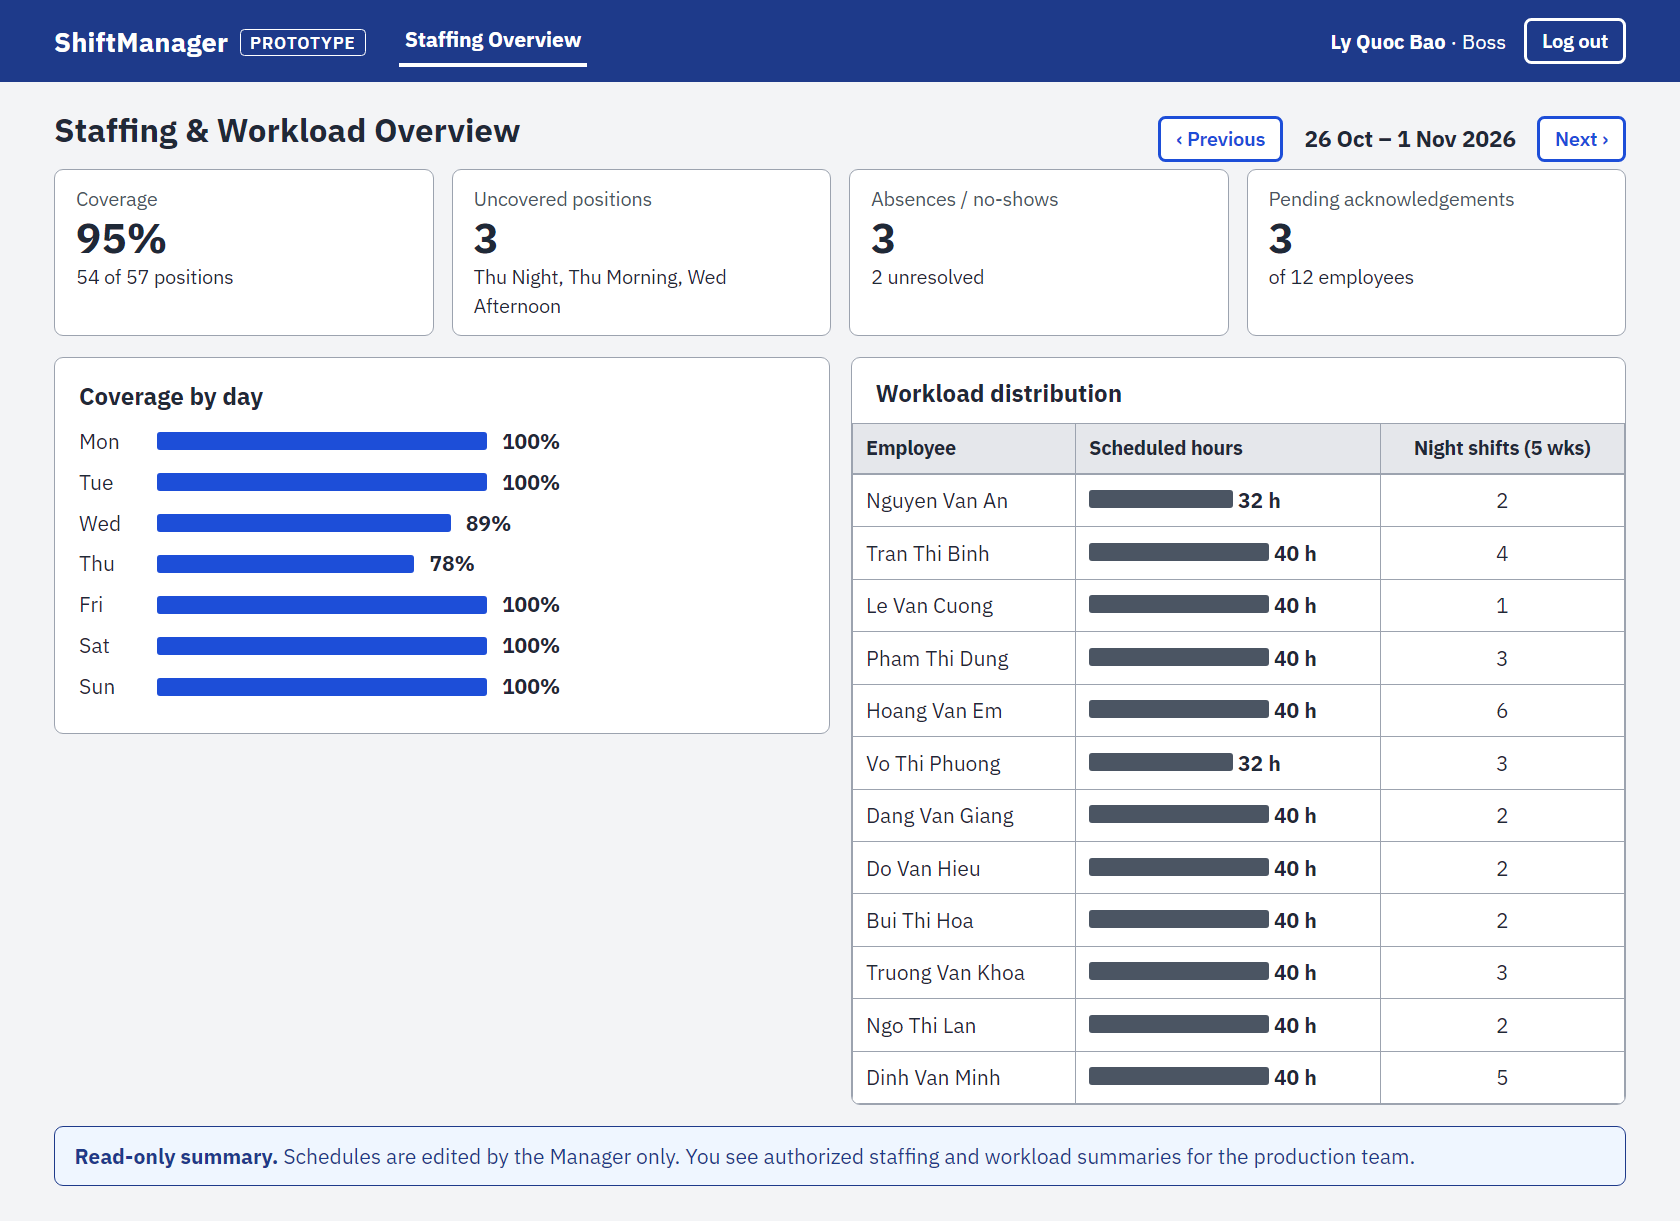 ShiftManager PROTOTYPE Staffing Overview Ly Quoc Bao · Boss Log out
Staffing & Workload Overview
‹ Previous 26 Oct – 1 Nov 2026 Next ›
Coverage
95%
54 of 57 positions
Uncovered positions
3
Thu Night, Thu Morning, Wed
Afternoon
Absences / no-shows
3
2 unresolved
Pending acknowledgements
3
of 12 employees
Coverage by day
Mon 100%
Tue 100%
Wed 89%
Thu 78%
Fri 100%
Sat 100%
Sun 100%
Workload distribution
Employee Scheduled hours Night shifts (5 wks)
Nguyen Van An 32 h 2
Tran Thi Binh 40 h 4
Le Van Cuong 40 h 1
Pham Thi Dung 40 h 3
Hoang Van Em 40 h 6
Vo Thi Phuong 32 h 3
Dang Van Giang 40 h 2
Do Van Hieu 40 h 2
Bui Thi Hoa 40 h 2
Truong Van Khoa 40 h 3
Ngo Thi Lan 40 h 2
Dinh Van Minh 40 h 5
Read-only summary. Schedules are edited by the Manager only. You see authorized staffing and workload summaries for the production team.